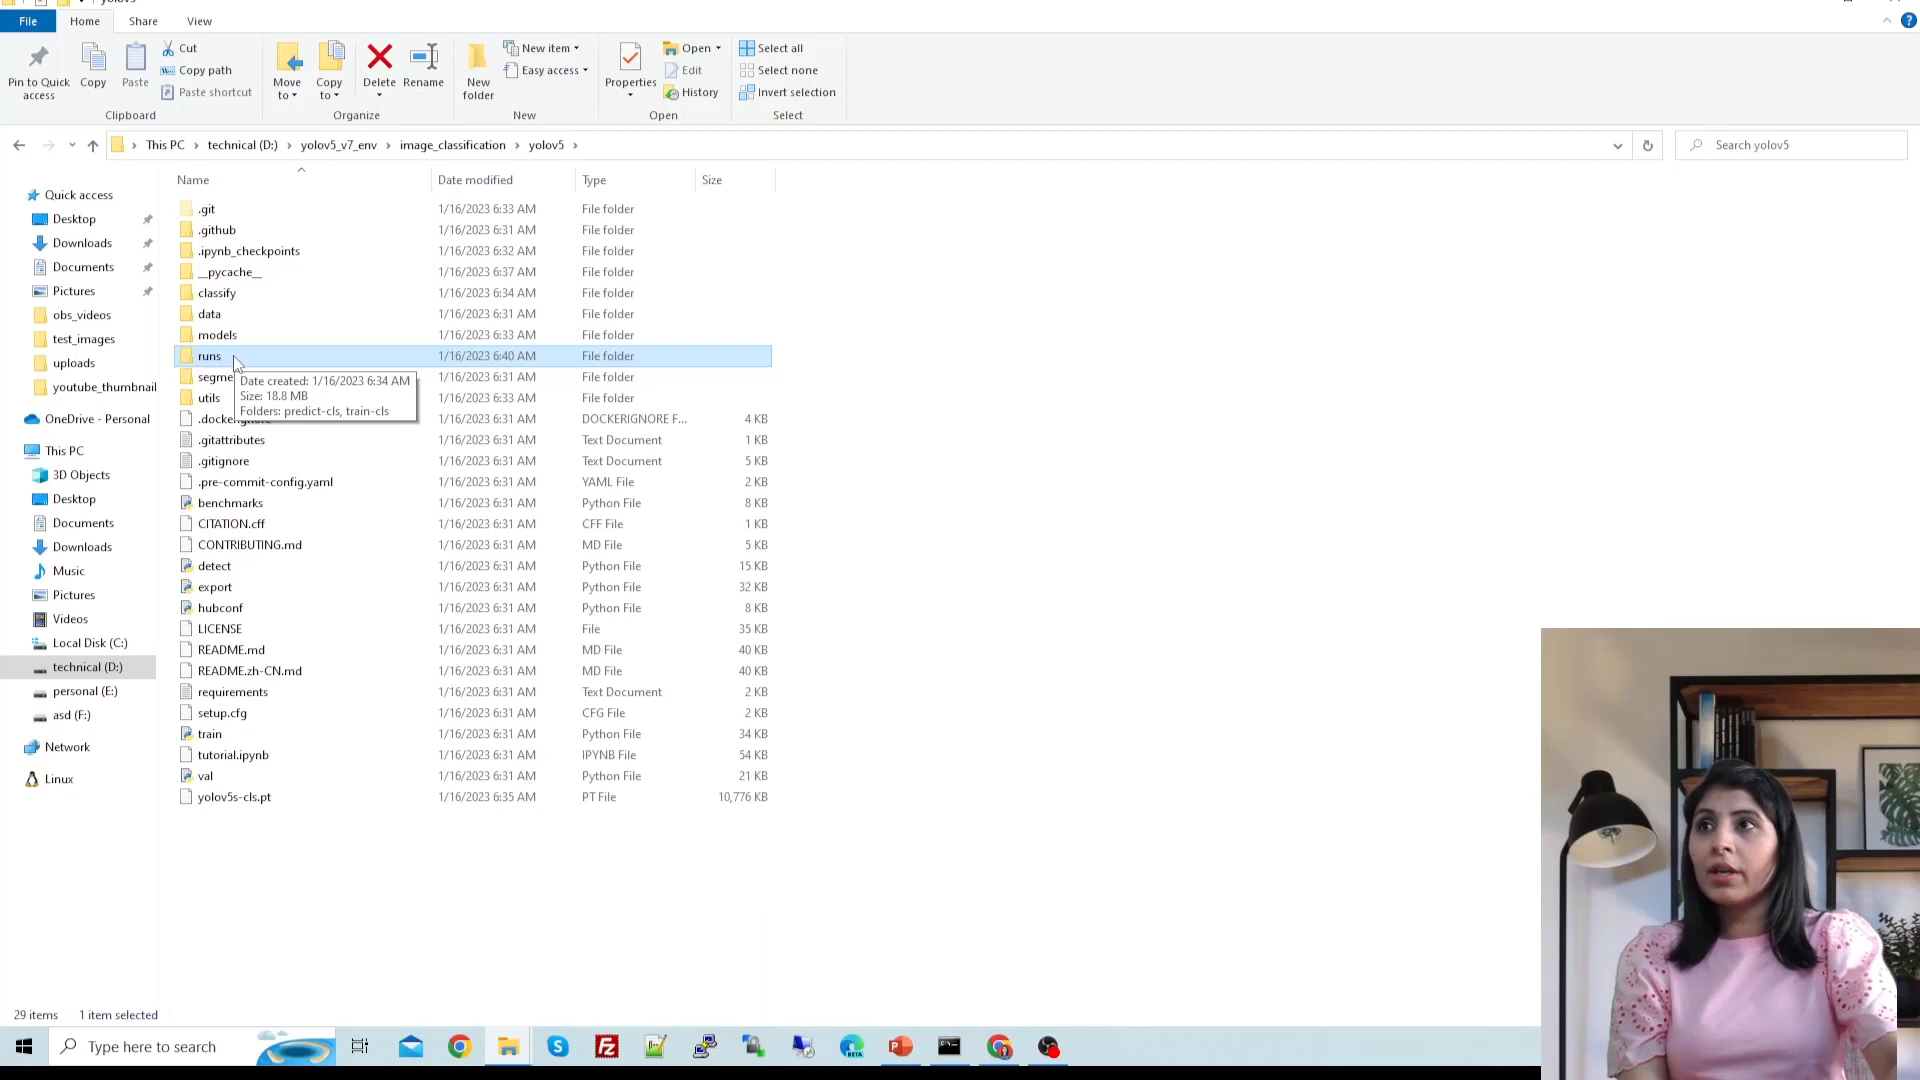 File Home Share View
Pin to Quick access
Copy
Paste
Cut
Copy path
Paste shortcut
Clipboard
Move to
Copy to
Delete
Rename
Organize
New folder
New item
Easy access
New
Properties
Open
Edit
History
Open
Select all
Select none
Invert selection
Select
This PC › technical (D:) › yolov5_v7_env › image_classification › yolov5 ›
Search yolov5
Name Date modified Type Size
Quick access
Desktop
Downloads
Documents
Pictures
obs_videos
test_images
uploads
youtube_thumbnail
OneDrive - Personal
This PC
3D Objects
Desktop
Documents
Downloads
Music
Pictures
Videos
Local Disk (C:)
technical (D:)
personal (E:)
asd (F:)
Network
Linux
.git 1/16/2023 6:33 AM File folder
.github 1/16/2023 6:31 AM File folder
.ipynb_checkpoints 1/16/2023 6:32 AM File folder
__pycache__ 1/16/2023 6:37 AM File folder
classify 1/16/2023 6:34 AM File folder
data 1/16/2023 6:31 AM File folder
models 1/16/2023 6:33 AM File folder
runs 1/16/2023 6:40 AM File folder
segme 1/16/2023 6:31 AM File folder
Date created: 1/16/2023 6:34 AM
Size: 18.8 MB
Folders: predict-cls, train-cls
utils 1/16/2023 6:33 AM File folder
.dockerignore 1/16/2023 6:31 AM DOCKERIGNORE F... 4 KB
.gitattributes 1/16/2023 6:31 AM Text Document 1 KB
.gitignore 1/16/2023 6:31 AM Text Document 5 KB
.pre-commit-config.yaml 1/16/2023 6:31 AM YAML File 2 KB
benchmarks 1/16/2023 6:31 AM Python File 8 KB
CITATION.cff 1/16/2023 6:31 AM CFF File 1 KB
CONTRIBUTING.md 1/16/2023 6:31 AM MD File 5 KB
detect 1/16/2023 6:31 AM Python File 15 KB
export 1/16/2023 6:31 AM Python File 32 KB
hubconf 1/16/2023 6:31 AM Python File 8 KB
LICENSE 1/16/2023 6:31 AM File 35 KB
README.md 1/16/2023 6:31 AM MD File 40 KB
README.zh-CN.md 1/16/2023 6:31 AM MD File 40 KB
requirements 1/16/2023 6:31 AM Text Document 2 KB
setup.cfg 1/16/2023 6:31 AM CFG File 2 KB
train 1/16/2023 6:31 AM Python File 34 KB
tutorial.ipynb 1/16/2023 6:31 AM IPYNB File 54 KB
val 1/16/2023 6:31 AM Python File 21 KB
yolov5s-cls.pt 1/16/2023 6:35 AM PT File 10,776 KB
29 items 1 item selected
Type here to search
BETA